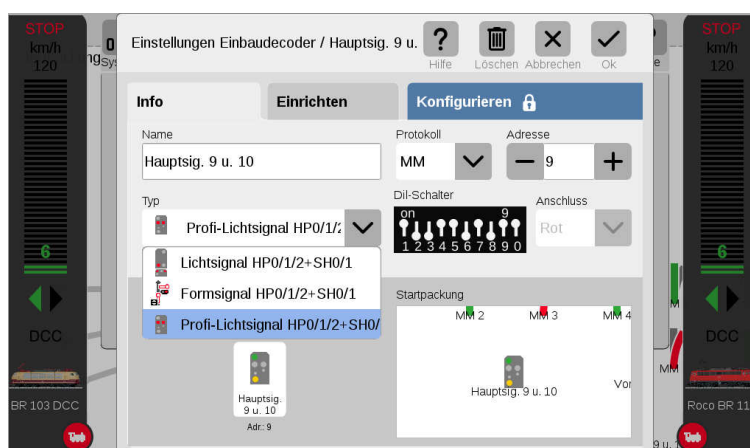 STOP
km/h
120
6
DCC
BR 103 DCC
Einstellungen Einbaudecoder / Hauptsig. 9 u.
Hilfe
Löschen
Abbrechen
Ok
Info
Einrichten
Konfigurieren
Name
Hauptsig. 9 u. 10
Protokoll
MM
Adresse
9
Typ
Profi-Lichtsignal HP0/1/2
Lichtsignal HP0/1/2+SH0/1
Formsignal HP0/1/2+SH0/1
Profi-Lichtsignal HP0/1/2+SH0/
Dil-Schalter
on 9
1 2 3 4 5 6 7 8 9 0
Anschluss
Rot
Hauptsig.
9 u. 10
Adr.: 9
Startpackung
MM 2
MM 3
MM 4
Hauptsig. 9 u. 10
Vor
STOP
km/h
120
6
DCC
Roco BR 11